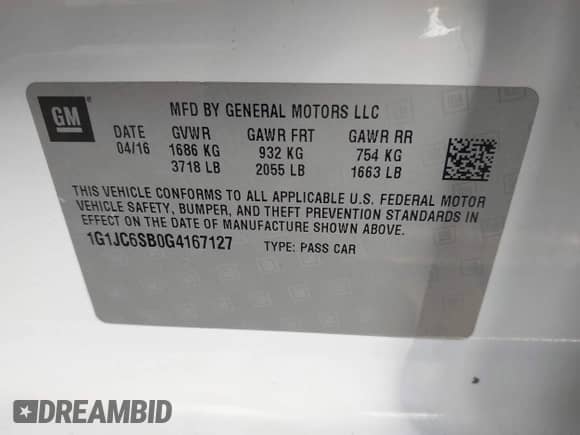 GM
MFD BY GENERAL MOTORS LLC
DATE GVWR GAWR FRT GAWR RR
04/16 1686 KG 932 KG 754 KG
3718 LB 2055 LB 1663 LB
THIS VEHICLE CONFORMS TO ALL APPLICABLE U.S. FEDERAL MOTOR
VEHICLE SAFETY, BUMPER, AND THEFT PREVENTION STANDARDS IN
EFFECT ON THE DATE OF MANUFACTURE SHOWN ABOVE.
1G1JC6SB0G4167127 TYPE: PASS CAR
DREAMBID